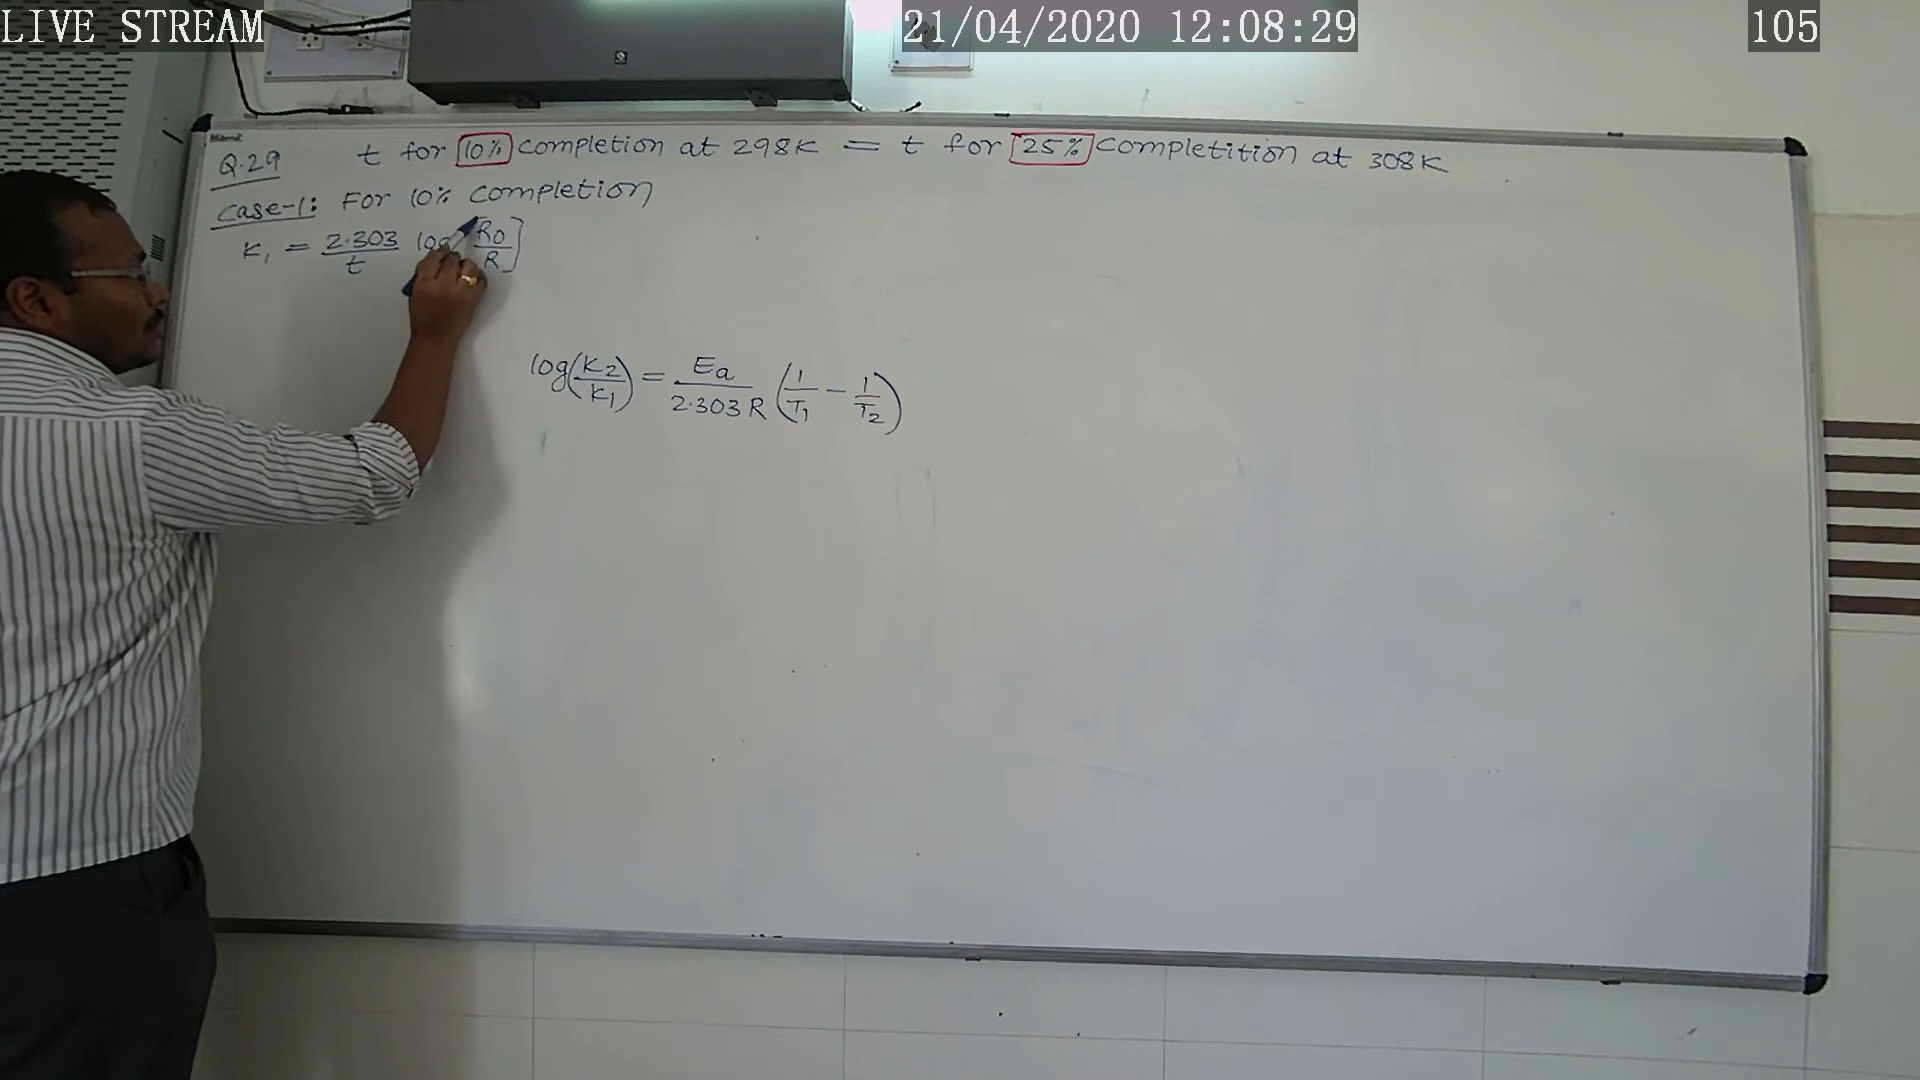 LIVE STREAM 21/04/2020 12:08:29 105
Q.29 t for 10% completion at 298K = t for 25% completition at 308K
Case-1: For 10% completion
K₁ = 2.303/t log [R0/R]
log(K2/K1) = Ea/2.303 R (1/T1 - 1/T2)